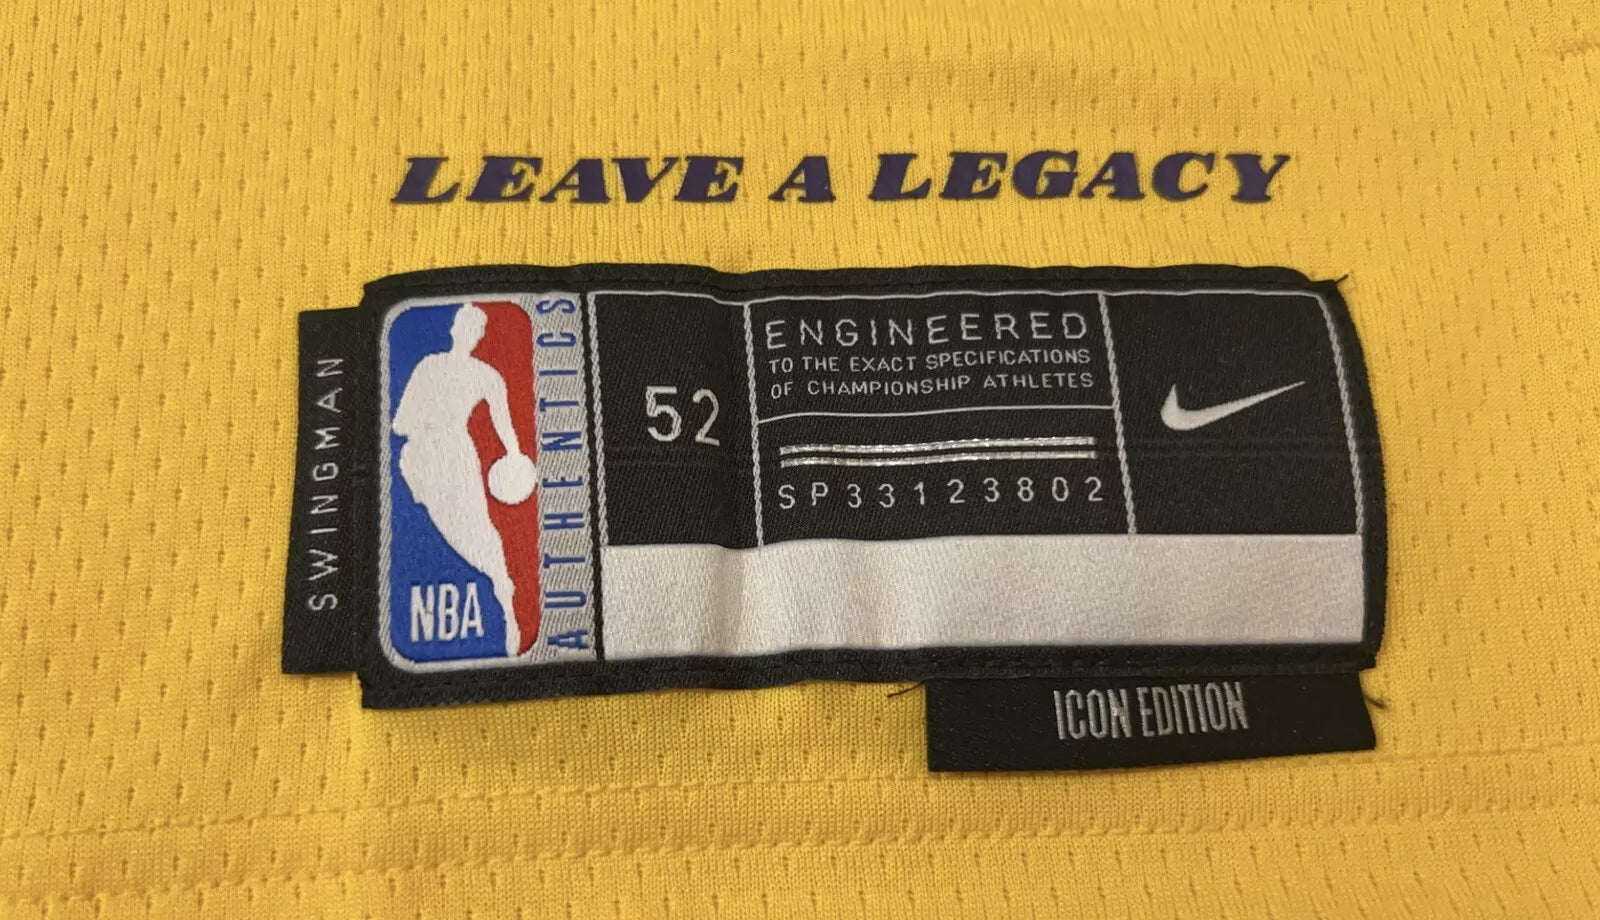 LEAVE A LEGACY
SWINGMAN
NBA
AUTHENTICS
52
ENGINEERED
TO THE EXACT SPECIFICATIONS
OF CHAMPIONSHIP ATHLETES
SP33123802
ICON EDITION